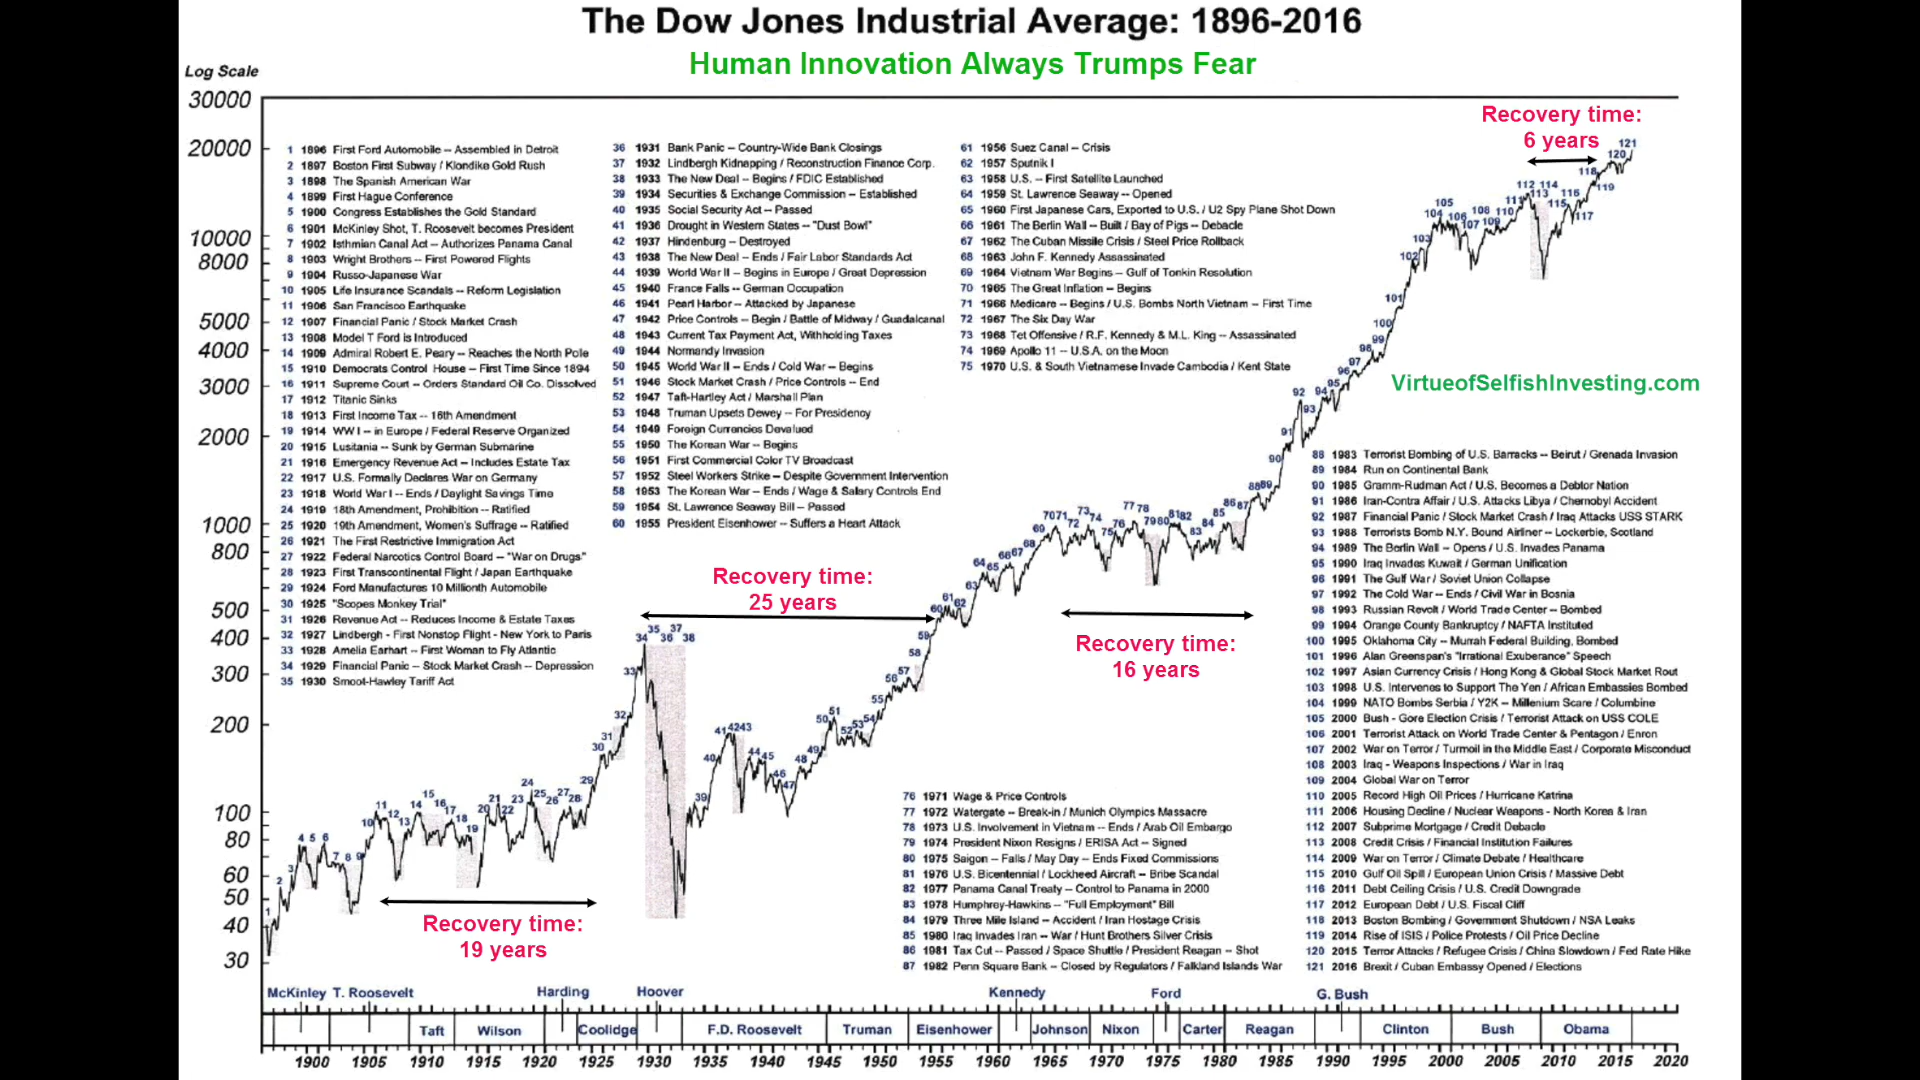 The Dow Jones Industrial Average: 1896-2016
Human Innovation Always Trumps Fear
Log Scale
30000
20000
10000
8000
5000
4000
3000
2000
1000
800
500
400
300
200
100
80
60
50
40
30
1 1896 First Ford Automobile -- Assembled in Detroit
2 1897 Boston First Subway / Klondike Gold Rush
3 1898 The Spanish American War
4 1899 First Hague Conference
5 1900 Congress Establishes the Gold Standard
6 1901 McKinley Shot, T. Roosevelt becomes President
7 1902 Isthmian Canal Act -- Authorizes Panama Canal
8 1903 Wright Brothers -- First Powered Flights
9 1904 Russo-Japanese War
10 1905 Life Insurance Scandals -- Reform Legislation
11 1906 San Francisco Earthquake
12 1907 Financial Panic / Stock Market Crash
13 1908 Model T Ford is Introduced
14 1909 Admiral Robert E. Peary -- Reaches the North Pole
15 1910 Democrats Control House -- First Time Since 1894
16 1911 Supreme Court -- Orders Standard Oil Co. Dissolved
17 1912 Titanic Sinks
18 1913 First Income Tax -- 16th Amendment
19 1914 WW I -- in Europe / Federal Reserve Organized
20 1915 Lusitania -- Sunk by German Submarine
21 1916 Emergency Revenue Act -- Includes Estate Tax
22 1917 U.S. Formally Declares War on Germany
23 1918 World War I -- Ends / Daylight Savings Time
24 1919 18th Amendment, Prohibition -- Ratified
25 1920 19th Amendment, Women's Suffrage -- Ratified
26 1921 The First Restrictive Immigration Act
27 1922 Federal Narcotics Control Board -- "War on Drugs"
28 1923 First Transcontinental Flight / Japan Earthquake
29 1924 Ford Manufactures 10 Millionth Automobile
30 1925 "Scopes Monkey Trial"
31 1926 Revenue Act -- Reduces Income & Estate Taxes
32 1927 Lindbergh - First Nonstop Flight - New York to Paris
33 1928 Amelia Earhart -- First Woman to Fly Atlantic
34 1929 Financial Panic -- Stock Market Crash -- Depression
35 1930 Smoot-Hawley Tariff Act
36 1931 Bank Panic -- Country-Wide Bank Closings
37 1932 Lindbergh Kidnapping / Reconstruction Finance Corp.
38 1933 The New Deal -- Begins / FDIC Established
39 1934 Securities & Exchange Commission -- Established
40 1935 Social Security Act -- Passed
41 1936 Drought in Western States -- "Dust Bowl"
42 1937 Hindenburg -- Destroyed
43 1938 The New Deal -- Ends / Fair Labor Standards Act
44 1939 World War II -- Begins in Europe / Great Depression
45 1940 France Falls -- German Occupation
46 1941 Pearl Harbor -- Attacked by Japanese
47 1942 Price Controls -- Begin / Battle of Midway / Guadalcanal
48 1943 Current Tax Payment Act, Withholding Taxes
49 1944 Normandy Invasion
50 1945 World War II -- Ends / Cold War -- Begins
51 1946 Stock Market Crash / Price Controls -- End
52 1947 Taft-Hartley Act / Marshall Plan
53 1948 Truman Upsets Dewey -- For Presidency
54 1949 Foreign Currencies Devalued
55 1950 The Korean War -- Begins
56 1951 First Commercial Color TV Broadcast
57 1952 Steel Workers Strike -- Despite Government Intervention
58 1953 The Korean War -- Ends / Wage & Salary Controls End
59 1954 St. Lawrence Seaway Bill -- Passed
60 1955 President Eisenhower -- Suffers a Heart Attack
61 1956 Suez Canal -- Crisis
62 1957 Sputnik I
63 1958 U.S. -- First Satellite Launched
64 1959 St. Lawrence Seaway -- Opened
65 1960 First Japanese Cars, Exported to U.S. / U2 Spy Plane Shot Down
66 1961 The Berlin Wall -- Built / Bay of Pigs -- Debacle
67 1962 The Cuban Missile Crisis / Steel Price Rollback
68 1963 John F. Kennedy Assassinated
69 1964 Vietnam War Begins -- Gulf of Tonkin Resolution
70 1965 The Great Inflation -- Begins
71 1966 Medicare -- Begins / U.S. Bombs North Vietnam -- First Time
72 1967 The Six Day War
73 1968 Tet Offensive / R.F. Kennedy & M.L. King -- Assassinated
74 1969 Apollo 11 -- U.S.A. on the Moon
75 1970 U.S. & South Vietnamese Invade Cambodia / Kent State
Recovery time:
6 years
VirtueofSelfishInvesting.com
Recovery time:
25 years
Recovery time:
16 years
Recovery time:
19 years
76 1971 Wage & Price Controls
77 1972 Watergate -- Break-in / Munich Olympics Massacre
78 1973 U.S. Involvement in Vietnam -- Ends / Arab Oil Embargo
79 1974 President Nixon Resigns / ERISA Act -- Signed
80 1975 Saigon -- Falls / May Day -- Ends Fixed Commissions
81 1976 U.S. Bicentennial / Lockheed Aircraft -- Bribe Scandal
82 1977 Panama Canal Treaty -- Control to Panama in 2000
83 1978 Humphrey-Hawkins -- "Full Employment" Bill
84 1979 Three Mile Island -- Accident / Iran Hostage Crisis
85 1980 Iraq Invades Iran -- War / Hunt Brothers Silver Crisis
86 1981 Tax Cut -- Passed / Space Shuttle / President Reagan -- Shot
87 1982 Penn Square Bank -- Closed by Regulators / Falkland Islands War
88 1983 Terrorist Bombing of U.S. Barracks -- Beirut / Grenada Invasion
89 1984 Run on Continental Bank
90 1985 Gramm-Rudman Act / U.S. Becomes a Debtor Nation
91 1986 Iran-Contra Affair / U.S. Attacks Libya / Chernobyl Accident
92 1987 Financial Panic / Stock Market Crash / Iraq Attacks USS STARK
93 1988 Terrorists Bomb N.Y. Bound Airliner -- Lockerbie, Scotland
94 1989 The Berlin Wall -- Opens / U.S. Invades Panama
95 1990 Iraq Invades Kuwait / German Unification
96 1991 The Gulf War / Soviet Union Collapse
97 1992 The Cold War -- Ends / Civil War in Bosnia
98 1993 Russian Revolt / World Trade Center -- Bombed
99 1994 Orange County Bankruptcy / NAFTA Instituted
100 1995 Oklahoma City -- Murrah Federal Building, Bombed
101 1996 Alan Greenspan's "Irrational Exuberance" Speech
102 1997 Asian Currency Crisis / Hong Kong & Global Stock Market Rout
103 1998 U.S. Intervenes to Support The Yen / African Embassies Bombed
104 1999 NATO Bombs Serbia / Y2K -- Millenium Scare / Columbine
105 2000 Bush - Gore Election Crisis / Terrorist Attack on USS COLE
106 2001 Terrorist Attack on World Trade Center & Pentagon / Enron
107 2002 War on Terror / Turmoil in the Middle East / Corporate Misconduct
108 2003 Iraq - Weapons Inspections / War in Iraq
109 2004 Global War on Terror
110 2005 Record High Oil Prices / Hurricane Katrina
111 2006 Housing Decline / Nuclear Weapons - North Korea & Iran
112 2007 Subprime Mortgage / Credit Debacle
113 2008 Credit Crisis / Financial Institution Failures
114 2009 War on Terror / Climate Debate / Healthcare
115 2010 Gulf Oil Spill / European Union Crisis / Massive Debt
116 2011 Debt Ceiling Crisis / U.S. Credit Downgrade
117 2012 European Debt / U.S. Fiscal Cliff
118 2013 Boston Bombing / Government Shutdown / NSA Leaks
119 2014 Rise of ISIS / Police Protests / Oil Price Decline
120 2015 Terror Attacks / Refugee Crisis / China Slowdown / Fed Rate Hike
121 2016 Brexit / Cuban Embassy Opened / Elections
McKinley T. Roosevelt Harding Hoover Kennedy Ford G. Bush
Taft Wilson Coolidge F.D. Roosevelt Truman Eisenhower Johnson Nixon Carter Reagan Clinton Bush Obama
1900 1905 1910 1915 1920 1925 1930 1935 1940 1945 1950 1955 1960 1965 1970 1975 1980 1985 1990 1995 2000 2005 2010 2015 2020